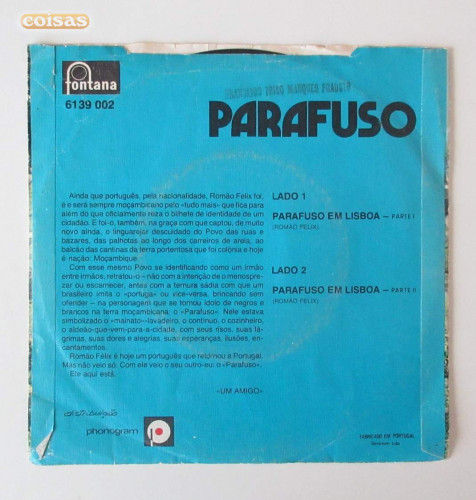 coisas
fontana
6139 002
PARAFUSO
Ainda que português, pela nacionalidade, Romão Felix foi,
é e será sempre moçambicano pelo «tudo mais» que fica para
além do que oficialmente reza o bilhete de identidade de um
cidadão. E foi-o, também, na graça com que captou, de muito
novo ainda, o linguarejar descuidado do Povo das ruas e
bazares, das palhotas ao longo dos carreiros de areia, ao
balcão das cantinas da terra portentosa que foi colónia e hoje
é nação: Moçambique.
Com esse mesmo Povo se identificando como um irmão
entre irmãos, retratou-o — não com a intenção de o menospre-
zar ou escarnecer, antes com a ternura sádia com que um
brasileiro imita o «portuga» ou vice-versa, brincando sem
ofender — na personagem que se tornou ídolo de negros e
brancos na terra moçambicana: o «Parafuso». Nele estava
simbolizado o «mainato»-lavadeiro, o contínuo, o cozinheiro,
o aldeão-que-vem-para-a-cidade, com seus risos, suas lá-
grimas, suas dores e alegrias, suas esperanças, ilusões, en-
cantamentos.
Romão Felix é hoje um português que retornou a Portugal.
Mas não veio só. Com ele veio o seu outro-eu: o «Parafuso».
Ele aqui está.
«UM AMIGO»
LADO 1
PARAFUSO EM LISBOA — PARTE I
(ROMÃO FELIX)
LADO 2
PARAFUSO EM LISBOA — PARTE II
(ROMÃO FELIX)
phonogram
FABRICADO EM PORTUGAL